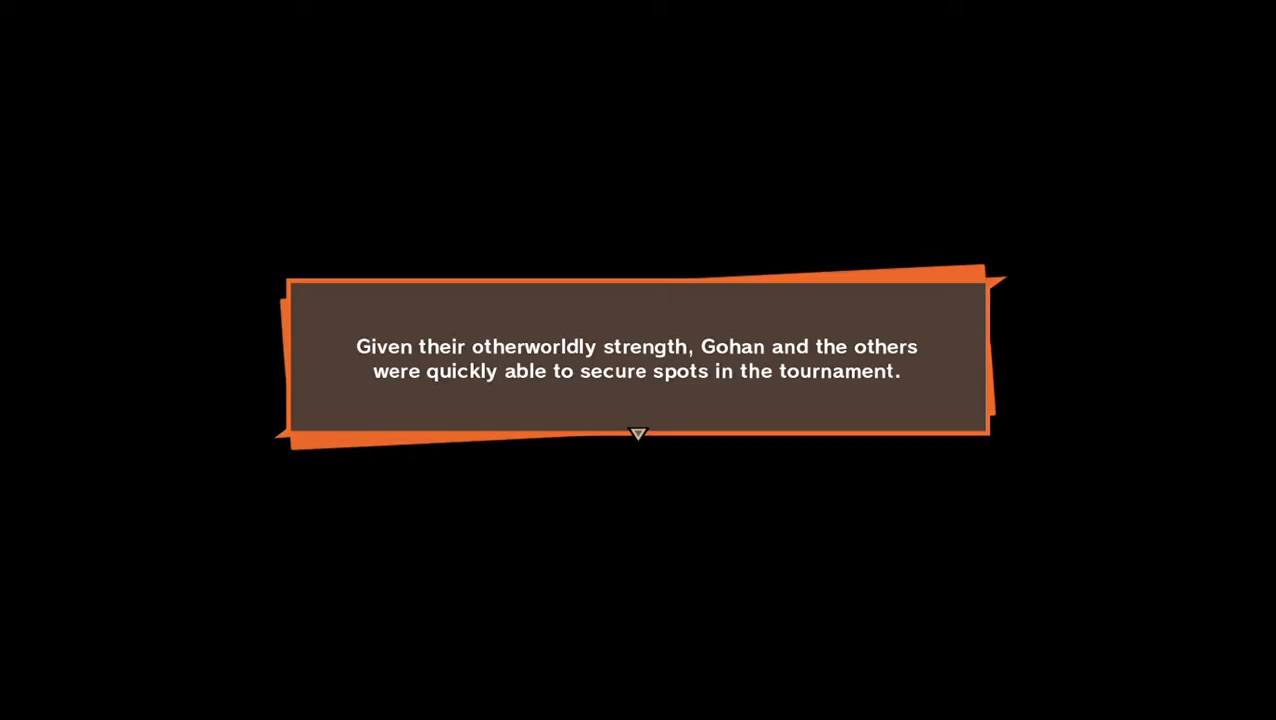 Given their otherworldly strength, Gohan and the others
were quickly able to secure spots in the tournament.